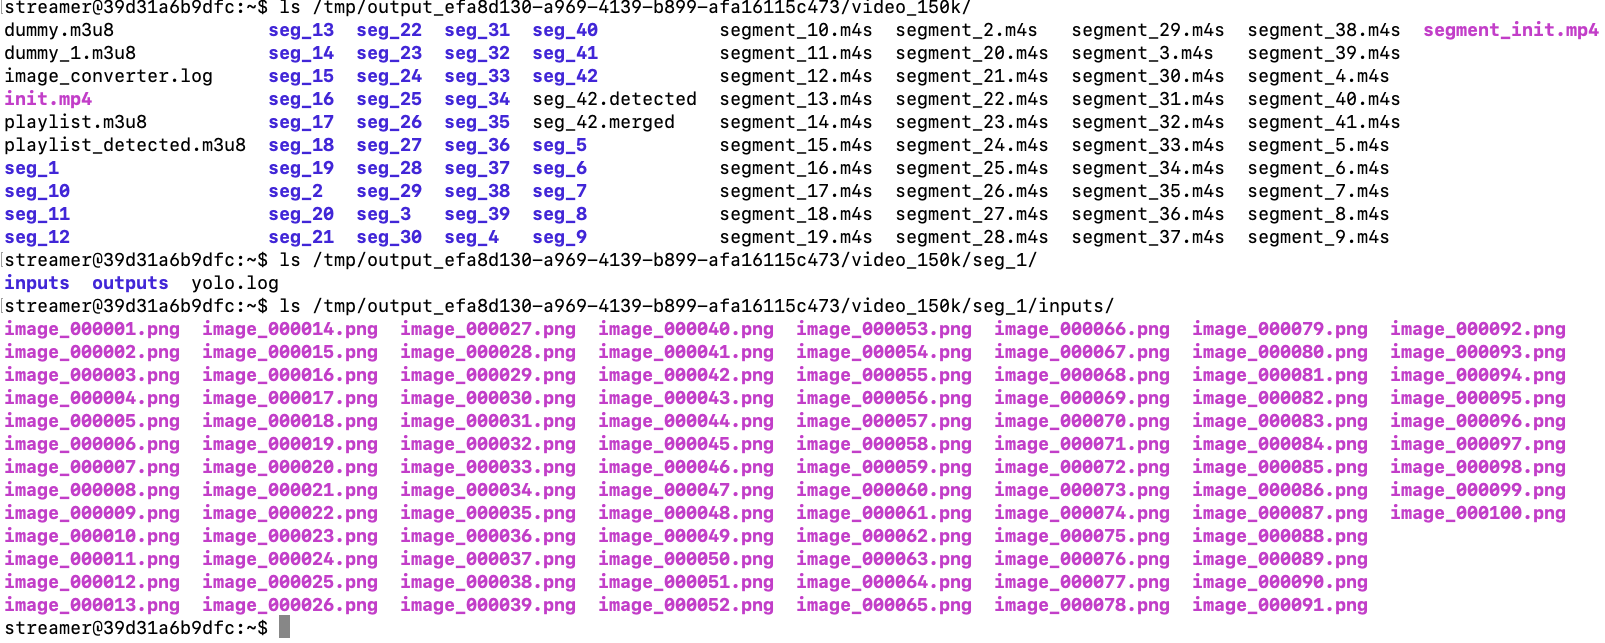 streamer@39d31a6b9dfc:~$ ls /tmp/output_efa8d130-a969-4139-b899-afa16115c473/video_150k/
dummy.m3u8 seg_13 seg_22 seg_31 seg_40 segment_10.m4s segment_2.m4s segment_29.m4s segment_38.m4s segment_init.mp4
dummy_1.m3u8 seg_14 seg_23 seg_32 seg_41 segment_11.m4s segment_20.m4s segment_3.m4s segment_39.m4s
image_converter.log seg_15 seg_24 seg_33 seg_42 segment_12.m4s segment_21.m4s segment_30.m4s segment_4.m4s
init.mp4 seg_16 seg_25 seg_34 seg_42.detected segment_13.m4s segment_22.m4s segment_31.m4s segment_40.m4s
playlist.m3u8 seg_17 seg_26 seg_35 seg_42.merged segment_14.m4s segment_23.m4s segment_32.m4s segment_41.m4s
playlist_detected.m3u8 seg_18 seg_27 seg_36 seg_5 segment_15.m4s segment_24.m4s segment_33.m4s segment_5.m4s
seg_1 seg_19 seg_28 seg_37 seg_6 segment_16.m4s segment_25.m4s segment_34.m4s segment_6.m4s
seg_10 seg_2 seg_29 seg_38 seg_7 segment_17.m4s segment_26.m4s segment_35.m4s segment_7.m4s
seg_11 seg_20 seg_3 seg_39 seg_8 segment_18.m4s segment_27.m4s segment_36.m4s segment_8.m4s
seg_12 seg_21 seg_30 seg_4 seg_9 segment_19.m4s segment_28.m4s segment_37.m4s segment_9.m4s
streamer@39d31a6b9dfc:~$ ls /tmp/output_efa8d130-a969-4139-b899-afa16115c473/video_150k/seg_1/
inputs outputs yolo.log
streamer@39d31a6b9dfc:~$ ls /tmp/output_efa8d130-a969-4139-b899-afa16115c473/video_150k/seg_1/inputs/
image_000001.png image_000014.png image_000027.png image_000040.png image_000053.png image_000066.png image_000079.png image_000092.png
image_000002.png image_000015.png image_000028.png image_000041.png image_000054.png image_000067.png image_000080.png image_000093.png
image_000003.png image_000016.png image_000029.png image_000042.png image_000055.png image_000068.png image_000081.png image_000094.png
image_000004.png image_000017.png image_000030.png image_000043.png image_000056.png image_000069.png image_000082.png image_000095.png
image_000005.png image_000018.png image_000031.png image_000044.png image_000057.png image_000070.png image_000083.png image_000096.png
image_000006.png image_000019.png image_000032.png image_000045.png image_000058.png image_000071.png image_000084.png image_000097.png
image_000007.png image_000020.png image_000033.png image_000046.png image_000059.png image_000072.png image_000085.png image_000098.png
image_000008.png image_000021.png image_000034.png image_000047.png image_000060.png image_000073.png image_000086.png image_000099.png
image_000009.png image_000022.png image_000035.png image_000048.png image_000061.png image_000074.png image_000087.png image_000100.png
image_000010.png image_000023.png image_000036.png image_000049.png image_000062.png image_000075.png image_000088.png
image_000011.png image_000024.png image_000037.png image_000050.png image_000063.png image_000076.png image_000089.png
image_000012.png image_000025.png image_000038.png image_000051.png image_000064.png image_000077.png image_000090.png
image_000013.png image_000026.png image_000039.png image_000052.png image_000065.png image_000078.png image_000091.png
streamer@39d31a6b9dfc:~$